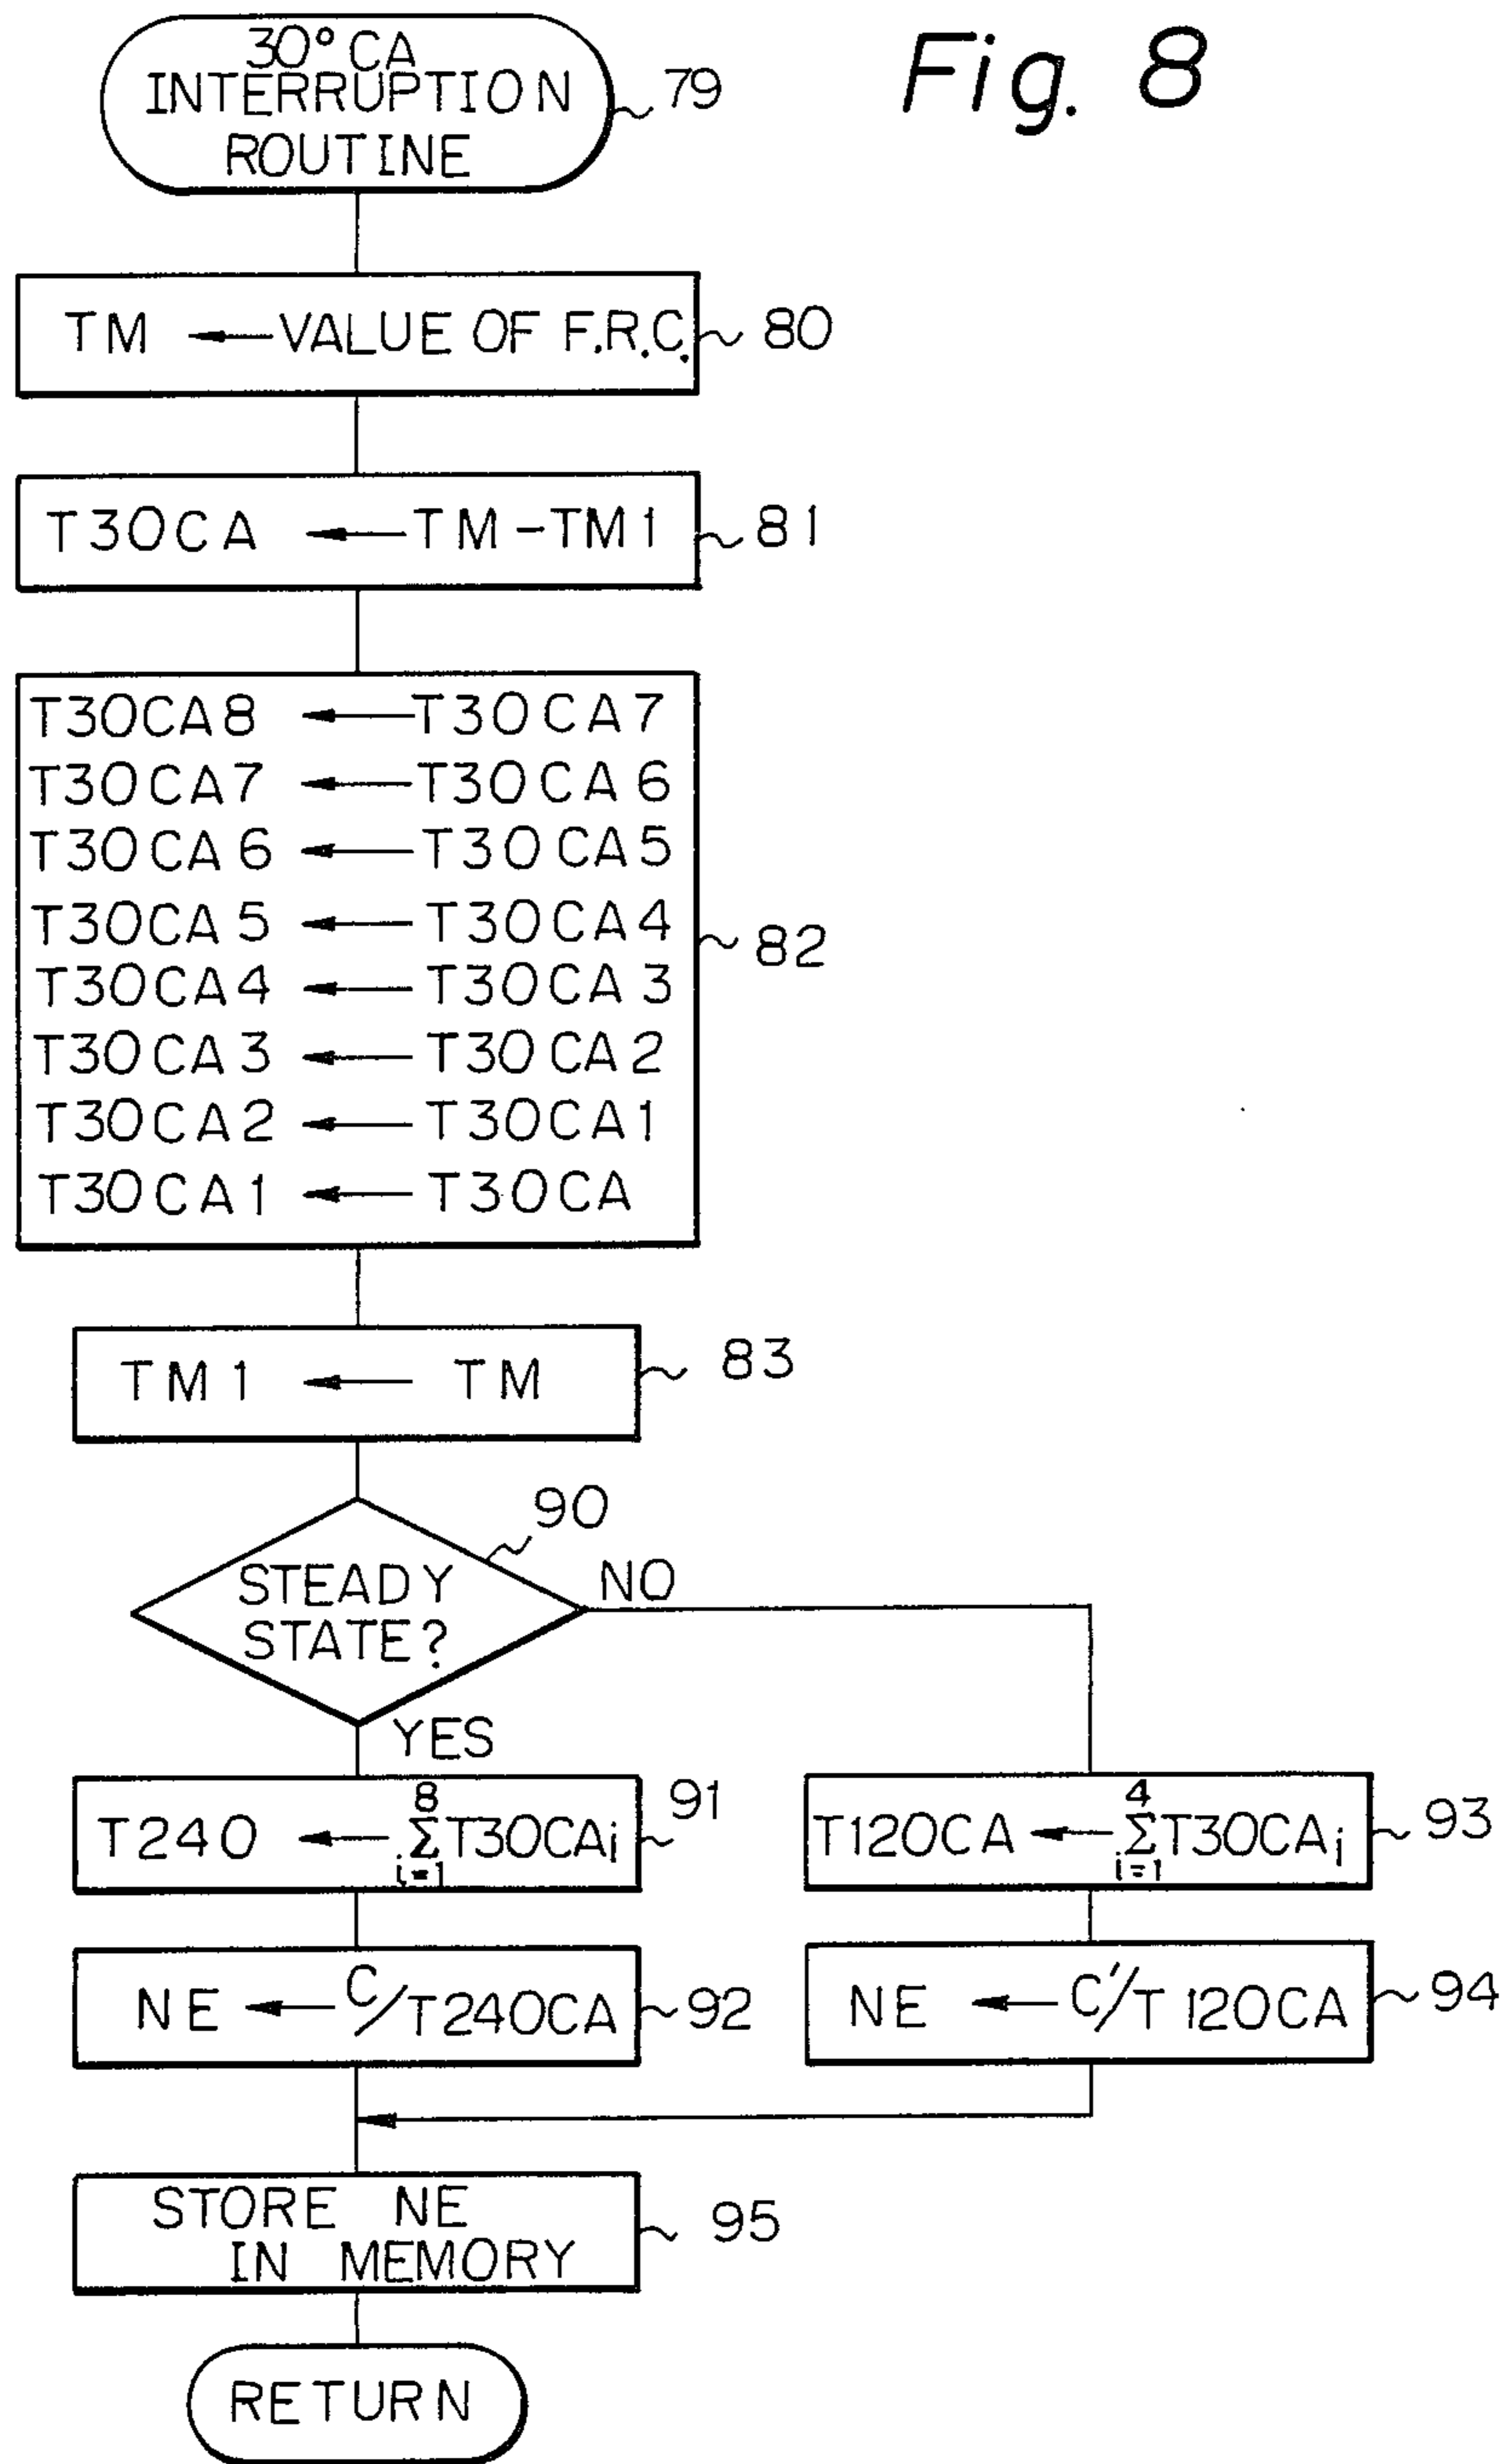 Fig. 8
30° CA
INTERRUPTION
ROUTINE
79
TM ← VALUE OF F.R.C.
80
T30CA ← TM-TM1
81
T30CA8 ← T30CA7
T30CA7 ← T30CA6
T30CA6 ← T30CA5
T30CA5 ← T30CA4
T30CA4 ← T30CA3
T30CA3 ← T30CA2
T30CA2 ← T30CA1
T30CA1 ← T30CA
82
TM1 ← TM
83
90
STEADY
STATE?
NO
YES
T240 ← 8 Σ i=1 T30CAi
91
T120CA ← 4 Σ i=1 T30CAi
93
NE ← C/T240CA
92
NE ← C'/T120CA
94
STORE NE
IN MEMORY
95
RETURN